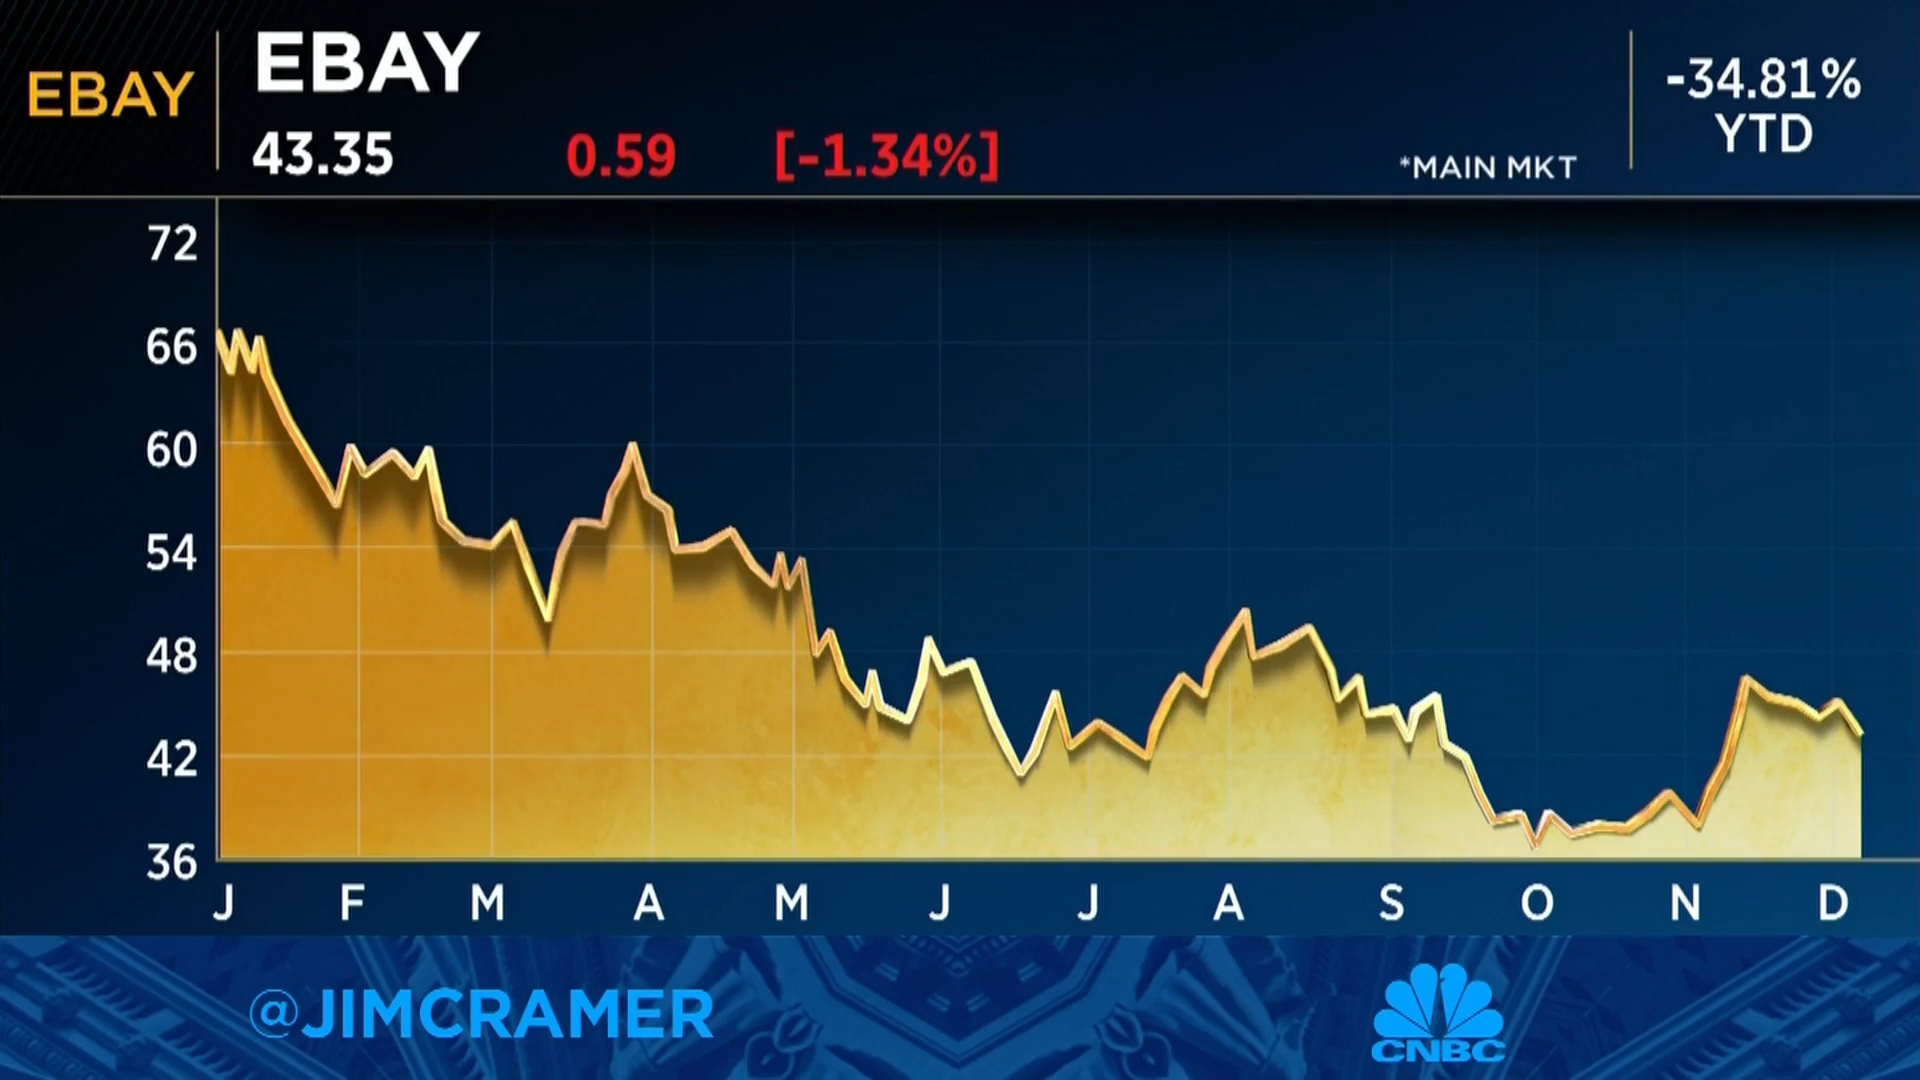 EBAY
EBAY
43.35 0.59 [-1.34%]
*MAIN MKT
-34.81%
YTD
72
66
60
54
48
42
36
J F M A M J J A S O N D
@JIMCRAMER
CNBC